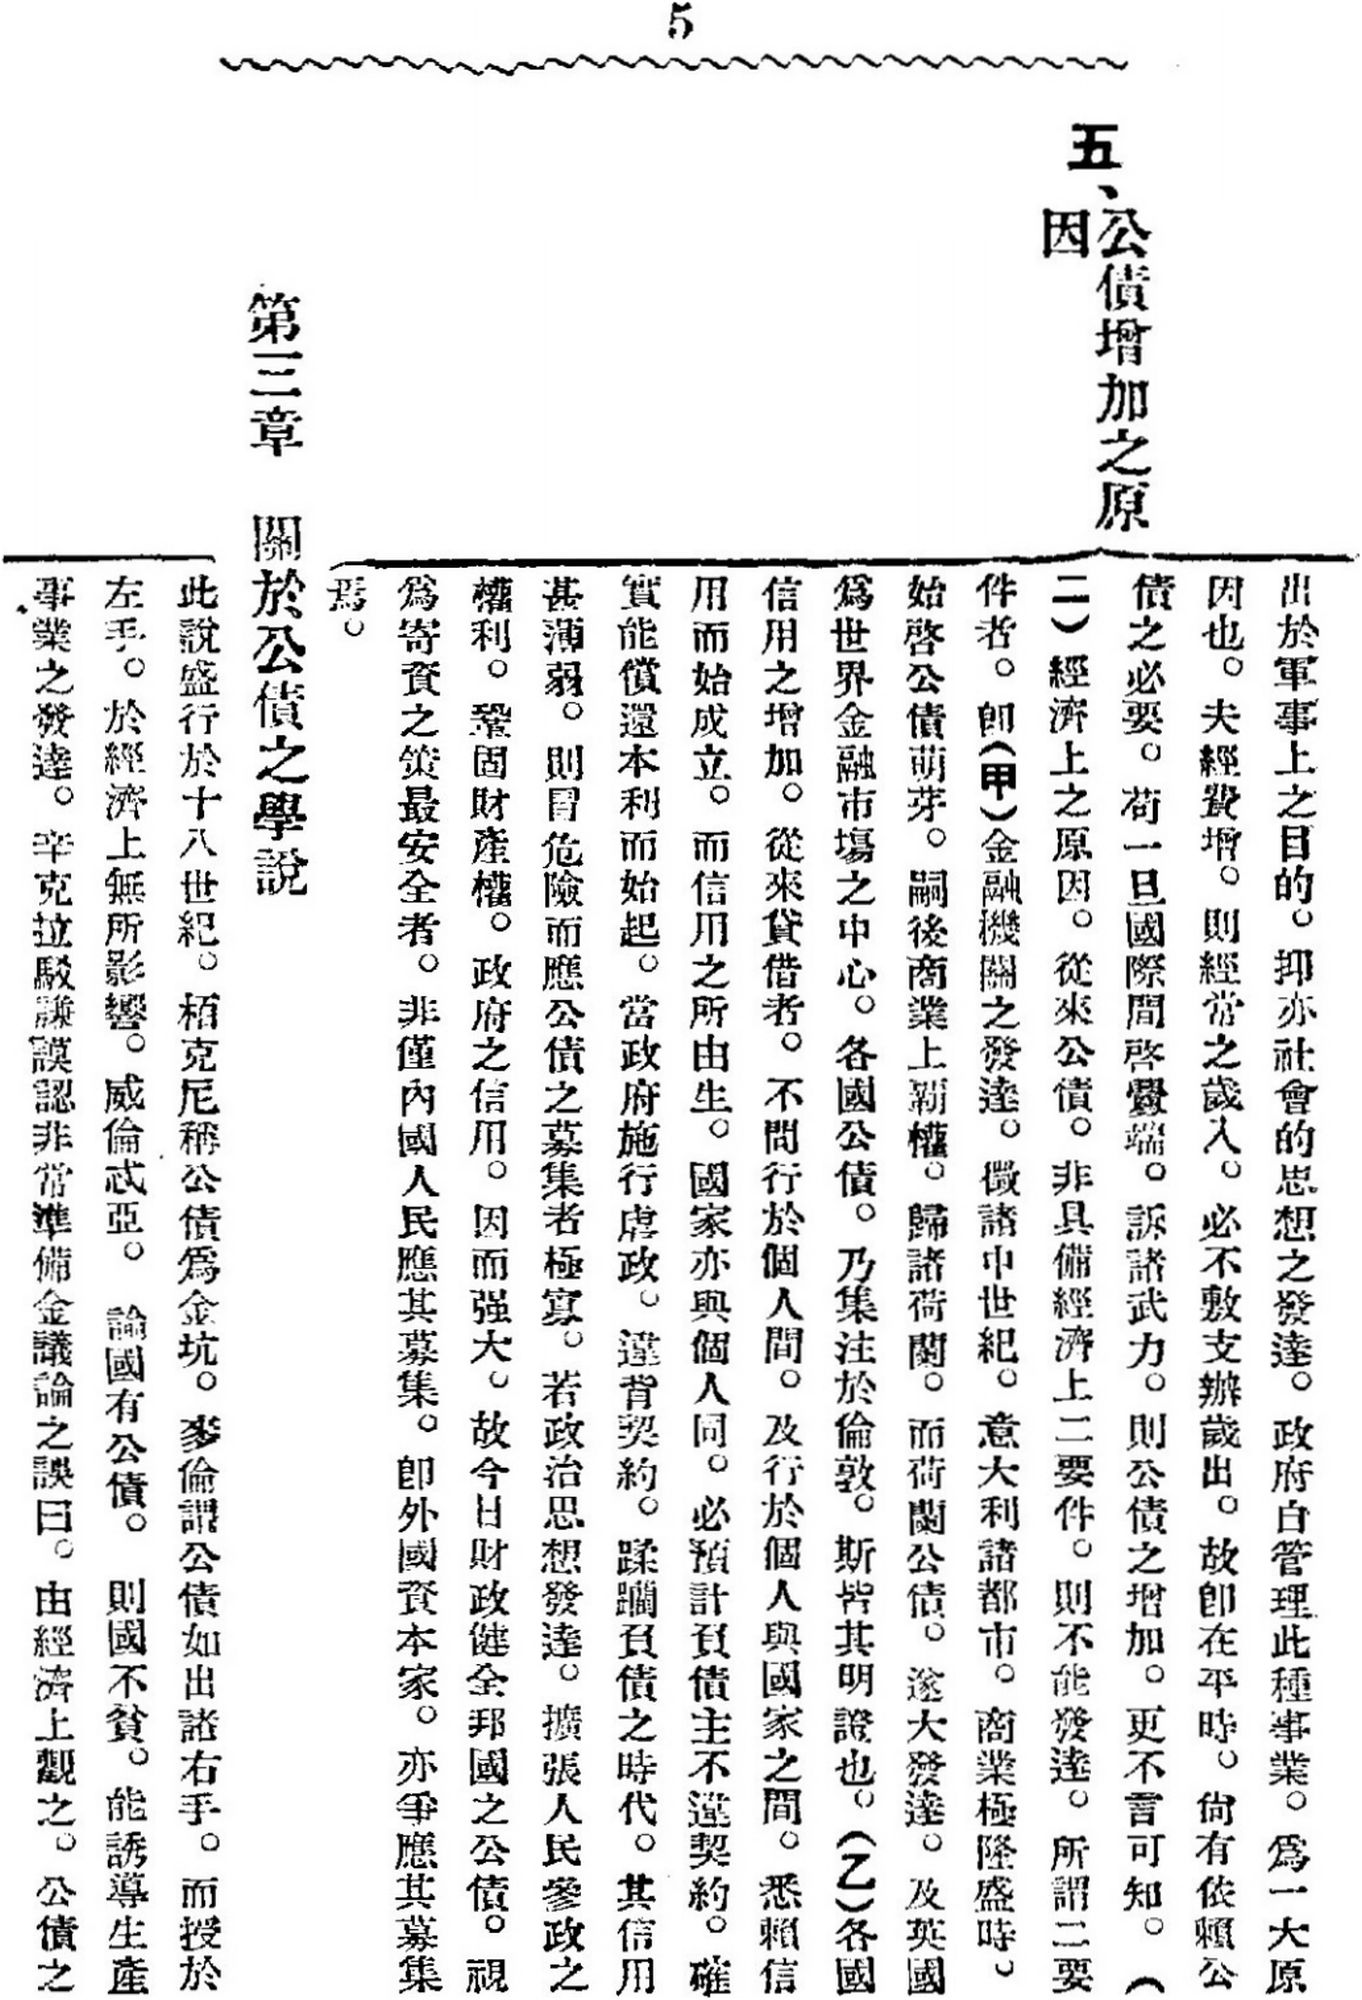 5
五、公債增加之原
因
出於軍事上之目的。抑亦社會的思想之發達。政府自管理此種事業。爲一大原
因也。夫經費增。則經常之歲入。必不敷支辦歲出。故卽在平時。尙有依賴公
債之必要。苟一旦國際間啓釁端。訴諸武力。則公債之增加。更不言可知。（
二）經濟上之原因。從來公債。非具備經濟上二要件。則不能發達。所謂二要
件者。卽（甲）金融機關之發達。徵諸中世紀。意大利諸都市。商業極隆盛時。
始啓公債萌芽。嗣後商業上霸權。歸諸荷蘭。而荷蘭公債。遂大發達。及英國
爲世界金融市場之中心。各國公債。乃集注於倫敦。斯皆其明證也。（乙）各國
信用之增加。從來貸借者。不問行於個人間。及行於個人與國家之間。悉賴信
用而始成立。而信用之所由生。國家亦與個人同。必預計負債主不違契約。確
實能償還本利而始起。當政府施行虐政。違背契約。蹂躪負債之時代。其信用
甚薄弱。則冒危險而應公債之募集者極寡。若政治思想發達。擴張人民參政之
權利。鞏固財產權。政府之信用。因而强大。故今日財政健全邦國之公債。視
爲寄資之策最安全者。非僅內國人民應其募集。卽外國資本家。亦爭應其募集
焉。
第三章　關於公債之學說
此說盛行於十八世紀。栢克尼稱公債爲金坑。麥倫謂公債如出諸右手。而授於
左手。於經濟上無所影響。威倫忒亞。論國有公債。則國不貧。能誘導生產
事業之發達。辛克拉駁謙謨認非常準備金議論之誤曰。由經濟上觀之。公債之